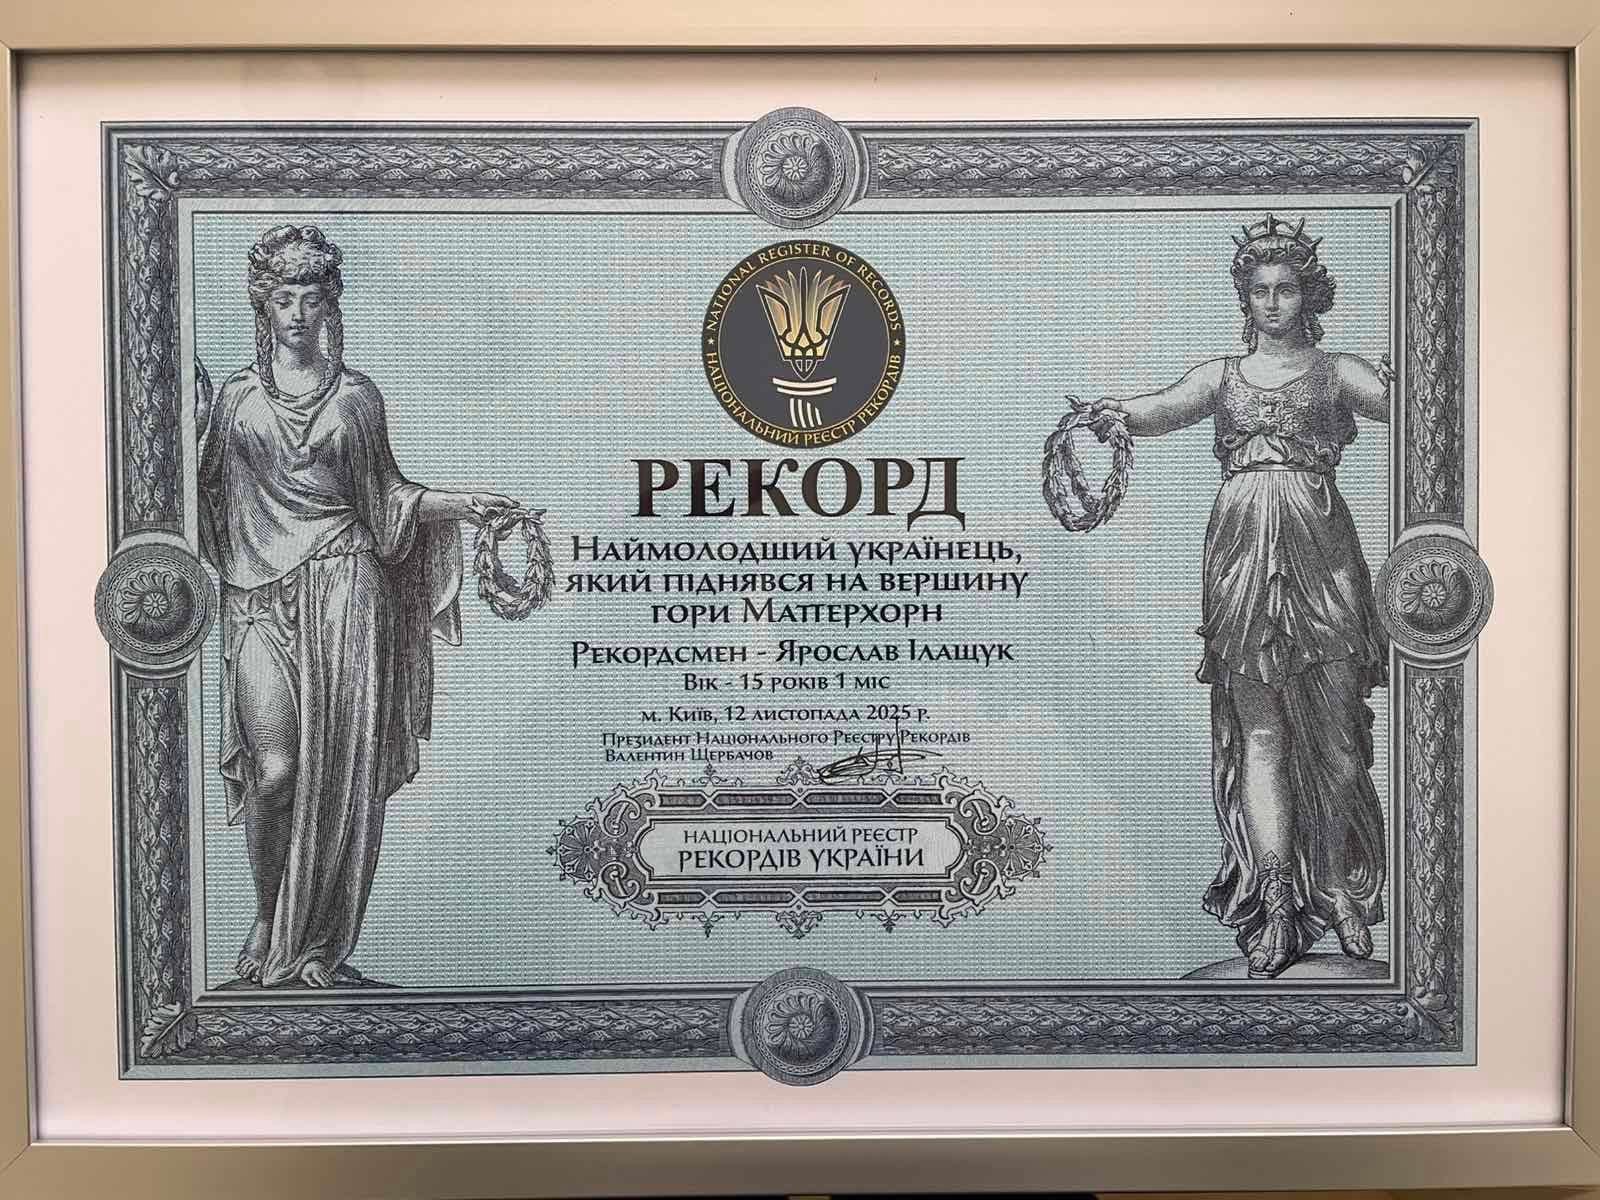 NATIONAL REGISTER OF RECORDS
НАЦІОНАЛЬНИЙ РЕЄСТР РЕКОРДІВ
РЕКОРД
Наймолодший українець,
який піднявся на вершину
гори Маттерхорн
Рекордсмен - Ярослав Ілащук
Вік - 15 років 1 міс
м. Київ, 12 листопада 2025 р.
Президент Національного Реєстру Рекордів
Валентин Щербачов
НАЦІОНАЛЬНИЙ РЕЄСТР
РЕКОРДІВ УКРАЇНИ